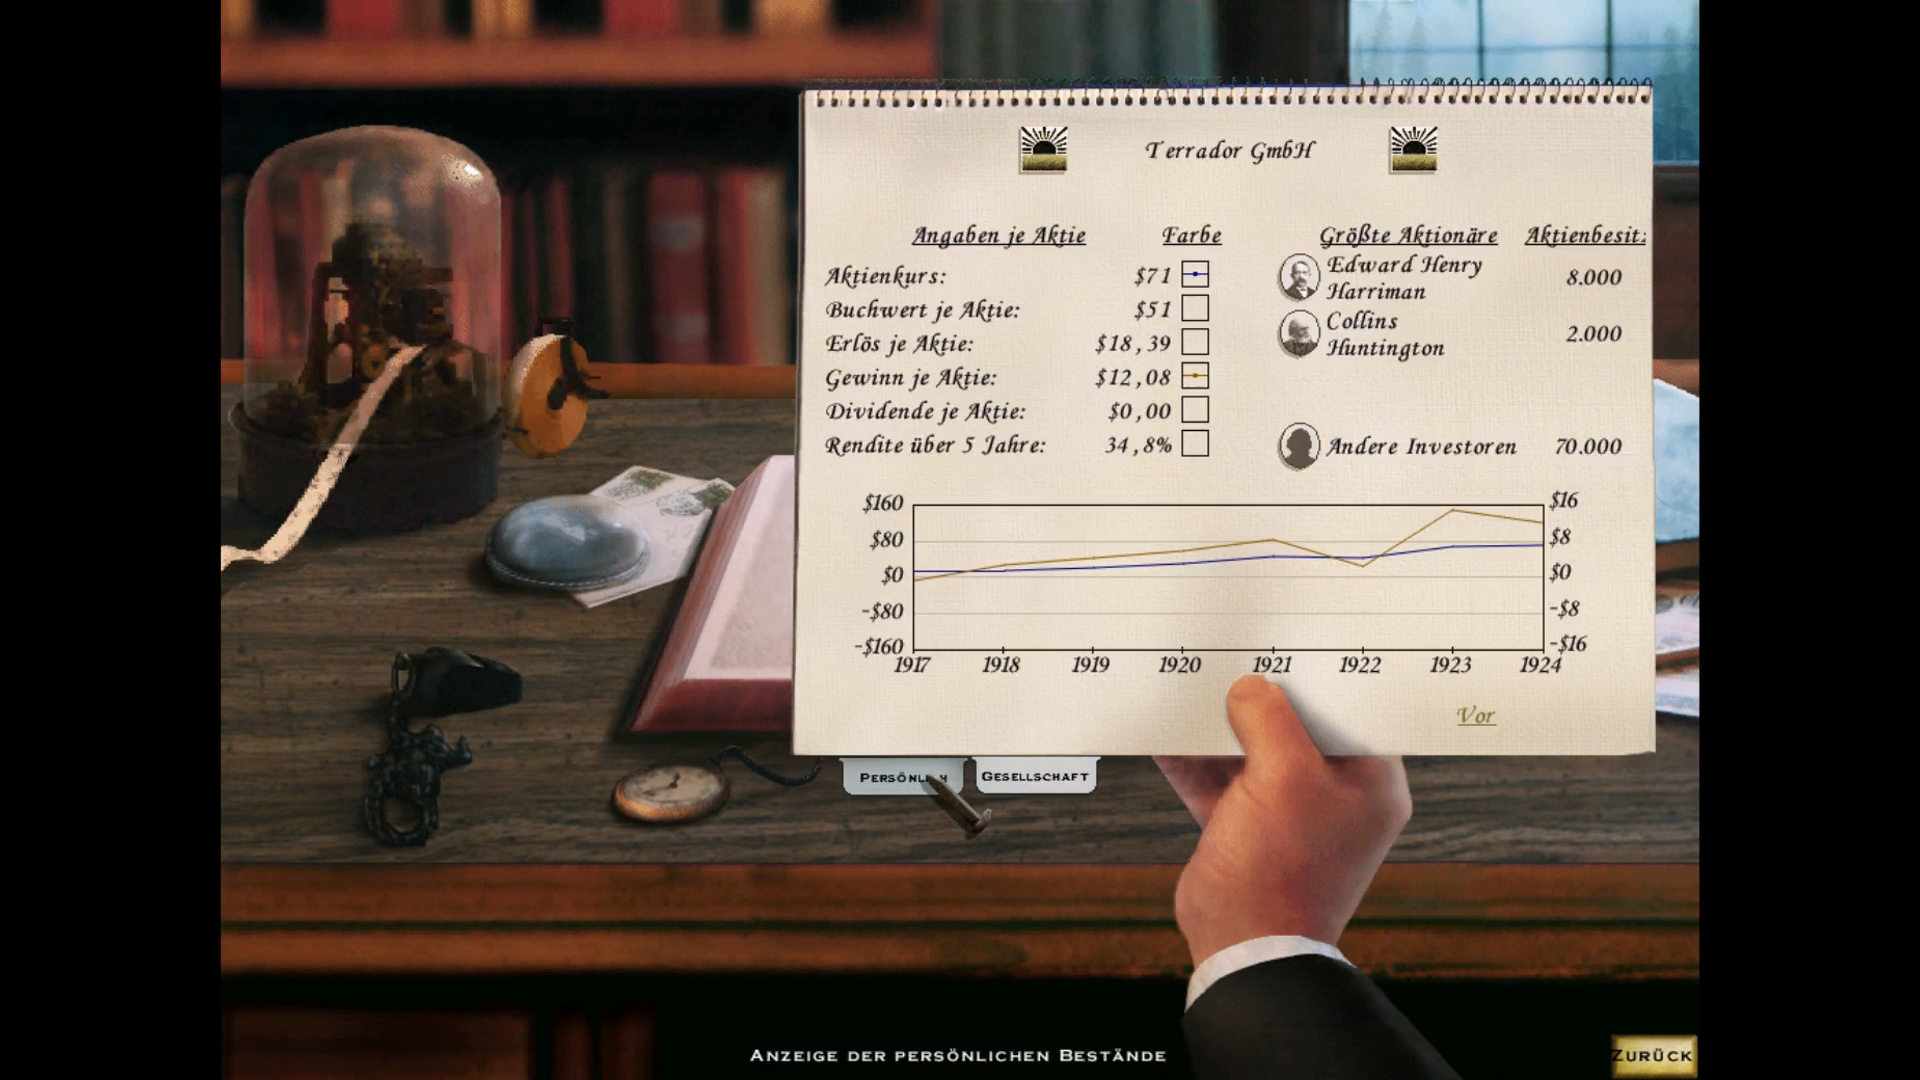 Terrador GmbH
Angaben je Aktie Farbe
Aktienkurs: $71
Buchwert je Aktie: $51
Erlös je Aktie: $18,39
Gewinn je Aktie: $12,08
Dividende je Aktie: $0,00
Rendite über 5 Jahre: 34,8%
Größte Aktionäre
Edward Henry
Harriman 8.000
Collins
Huntington 2.000
Andere Investoren 70.000
$160 $16
$80 $8
$0 $0
-$80 -$8
-$160 -$16
1917 1918 1919 1920 1921 1922 1923 1924
Vor
GESELLSCHAFT
ANZEIGE DER PERSÖNLICHEN BESTÄNDE
ZURÜCK